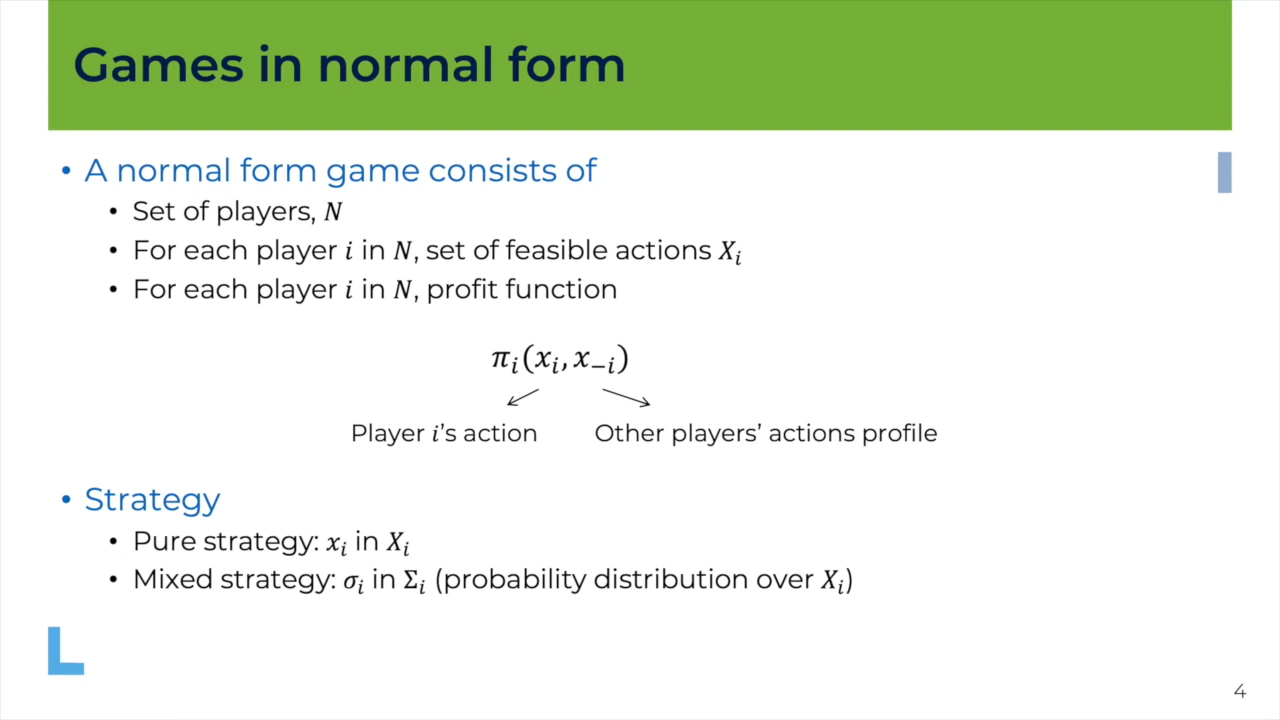 Games in normal form
• A normal form game consists of
• Set of players, N
• For each player i in N, set of feasible actions Xᵢ
• For each player i in N, profit function
πᵢ(xᵢ, x₋ᵢ)
Player i’s action Other players’ actions profile
• Strategy
• Pure strategy: xᵢ in Xᵢ
• Mixed strategy: σᵢ in Σᵢ (probability distribution over Xᵢ)
4